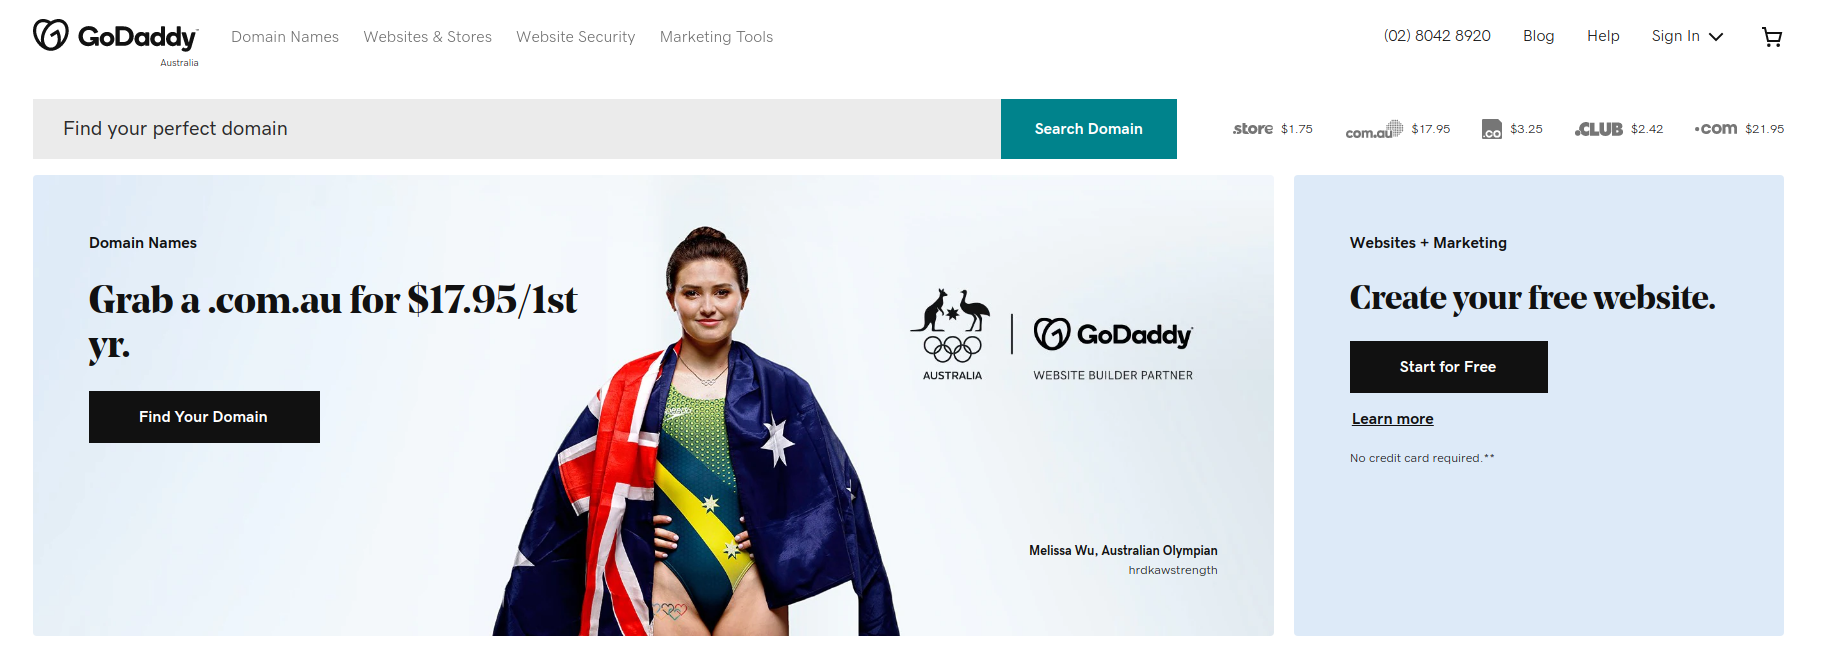 GoDaddy
Australia
Domain Names
Websites & Stores
Website Security
Marketing Tools
(02) 8042 8920
Blog
Help
Sign In
Find your perfect domain
Search Domain
.store $1.75
com.au $17.95
.co $3.25
.CLUB $2.42
.com $21.95
Domain Names
Grab a .com.au for $17.95/1st
yr.
Find Your Domain
speedo
AUSTRALIA
GoDaddy
WEBSITE BUILDER PARTNER
Melissa Wu, Australian Olympian
hrdkawstrength
Websites + Marketing
Create your free website.
Start for Free
Learn more
No credit card required.**